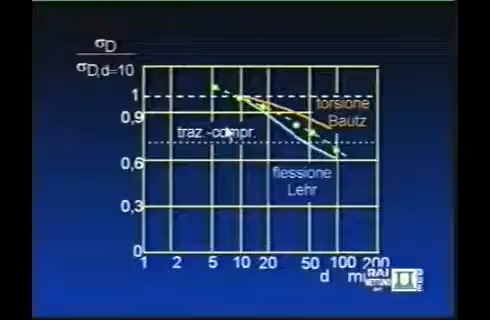 σD
σD,d=10
1
0,9
0,6
0,3
0
torsione
Bautz
traz.-compr.
flessione
Lehr
1 2 5 10 20 50 100 200
d
RAI